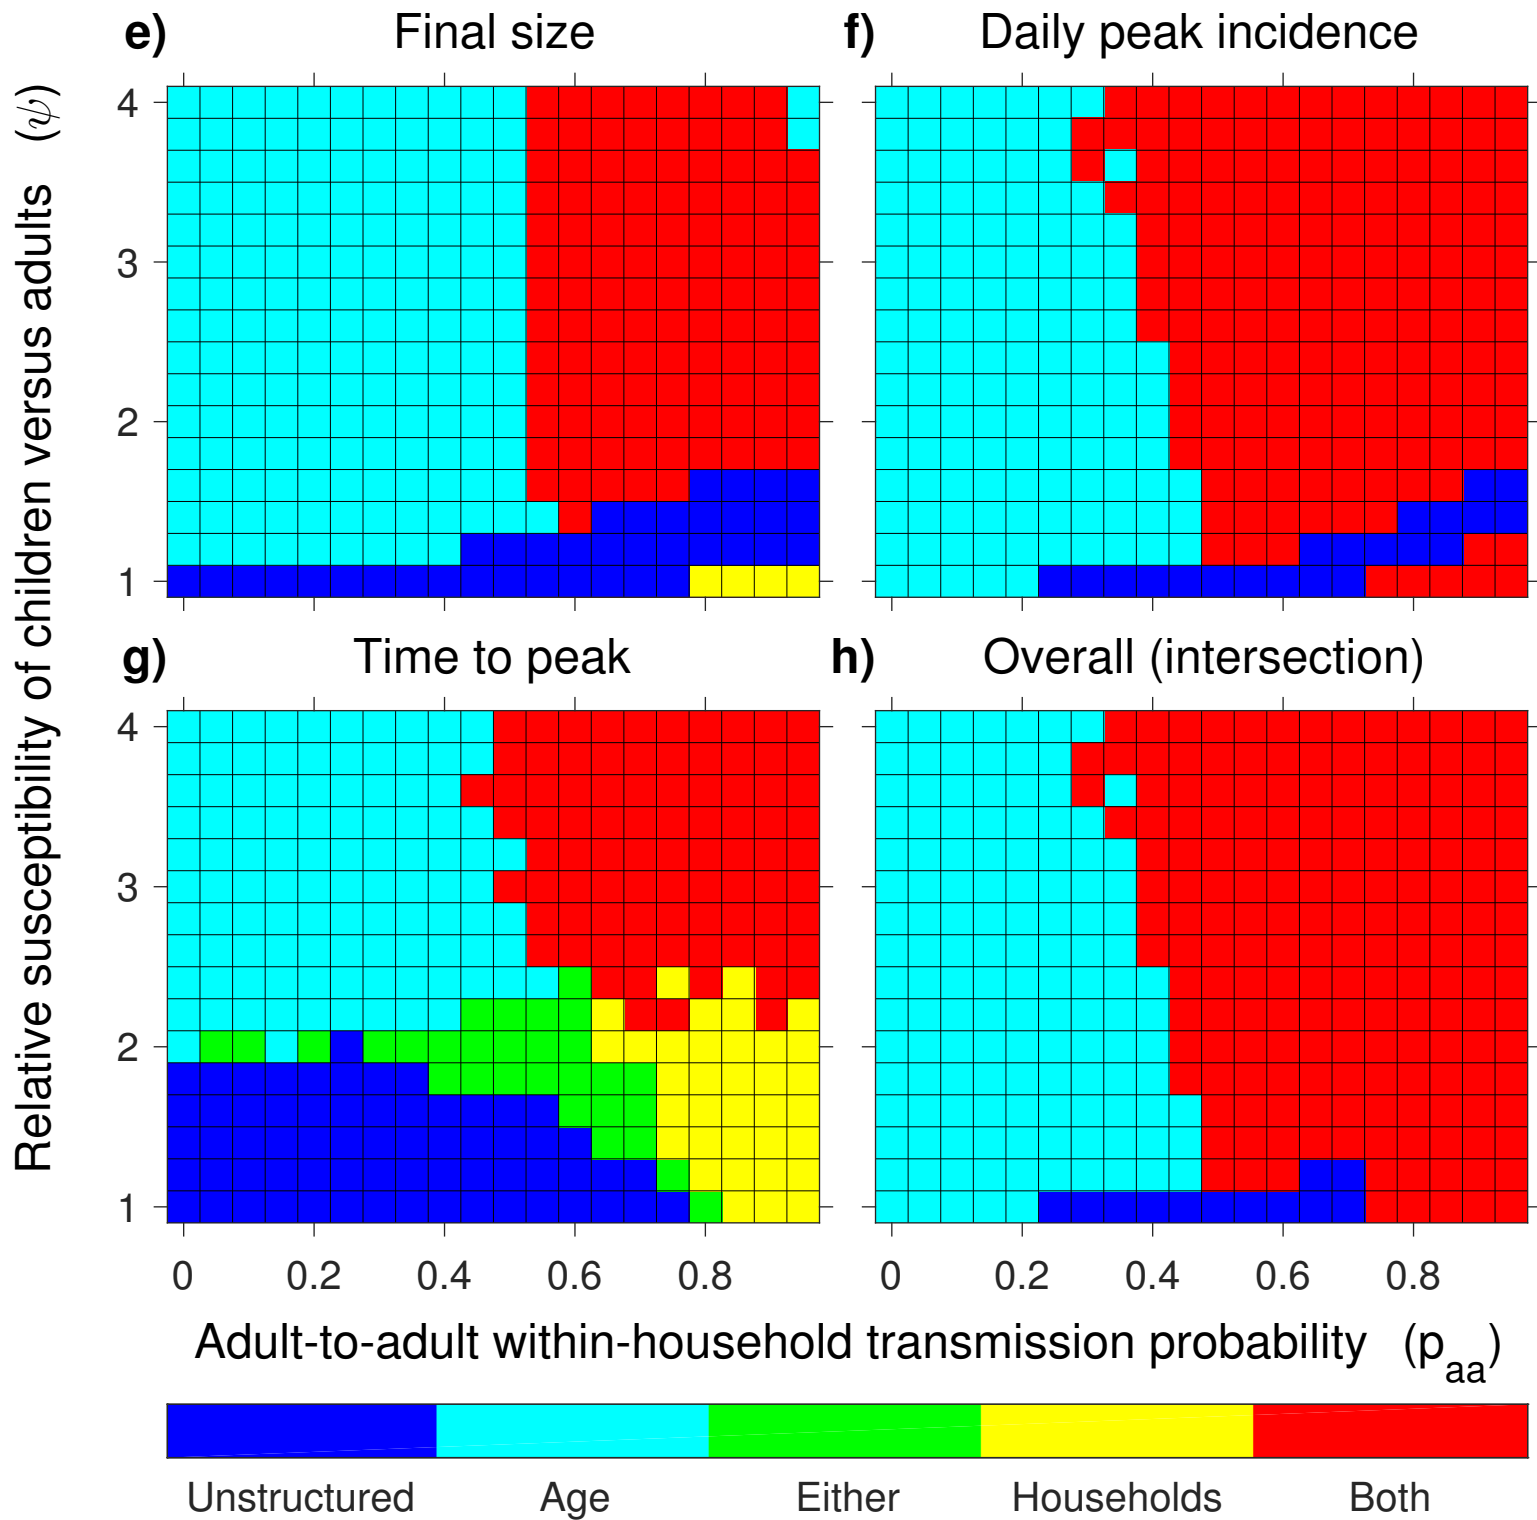 e) Final size
f) Daily peak incidence
4
3
2
1
g) Time to peak
h) Overall (intersection)
4
3
2
1
0 0.2 0.4 0.6 0.8
0 0.2 0.4 0.6 0.8
Relative susceptibility of children versus adults (ψ)
Adult-to-adult within-household transmission probability (p_aa)
Unstructured Age Either Households Both